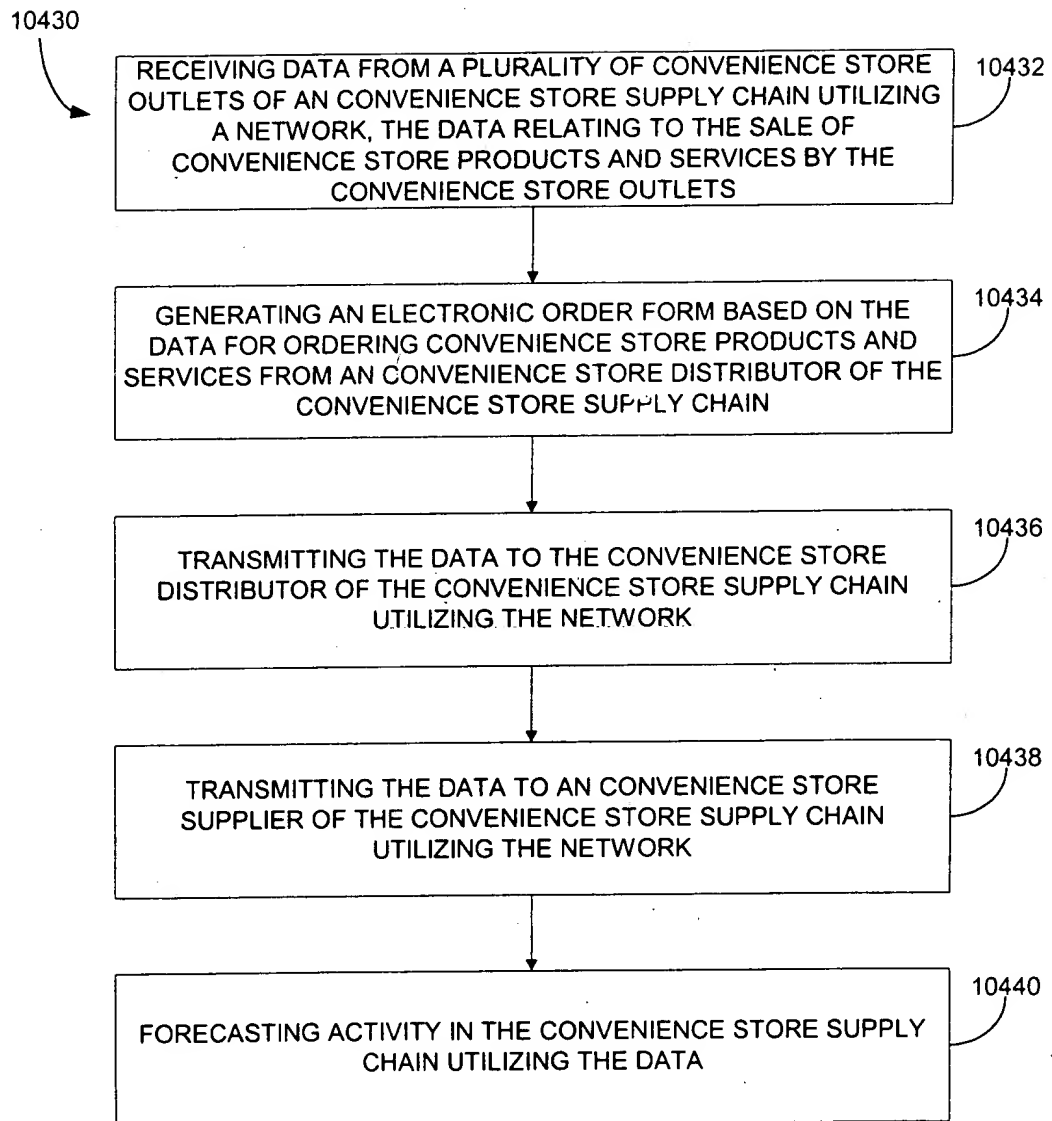 10430
RECEIVING DATA FROM A PLURALITY OF CONVENIENCE STORE
OUTLETS OF AN CONVENIENCE STORE SUPPLY CHAIN UTILIZING
A NETWORK, THE DATA RELATING TO THE SALE OF
CONVENIENCE STORE PRODUCTS AND SERVICES BY THE
CONVENIENCE STORE OUTLETS
10432
GENERATING AN ELECTRONIC ORDER FORM BASED ON THE
DATA FOR ORDERING CONVENIENCE STORE PRODUCTS AND
SERVICES FROM AN CONVENIENCE STORE DISTRIBUTOR OF THE
CONVENIENCE STORE SUPPLY CHAIN
10434
TRANSMITTING THE DATA TO THE CONVENIENCE STORE
DISTRIBUTOR OF THE CONVENIENCE STORE SUPPLY CHAIN
UTILIZING THE NETWORK
10436
TRANSMITTING THE DATA TO AN CONVENIENCE STORE
SUPPLIER OF THE CONVENIENCE STORE SUPPLY CHAIN
UTILIZING THE NETWORK
10438
FORECASTING ACTIVITY IN THE CONVENIENCE STORE SUPPLY
CHAIN UTILIZING THE DATA
10440